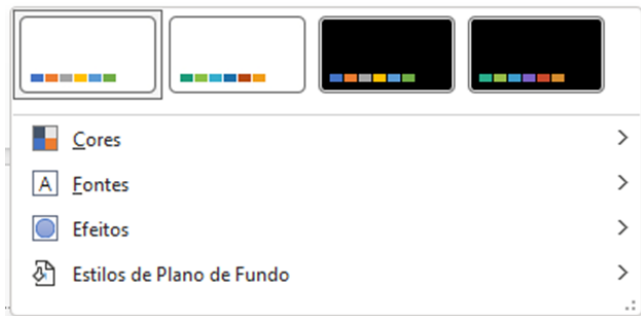 Cores
A Fontes
Efeitos
Estilos de Plano de Fundo